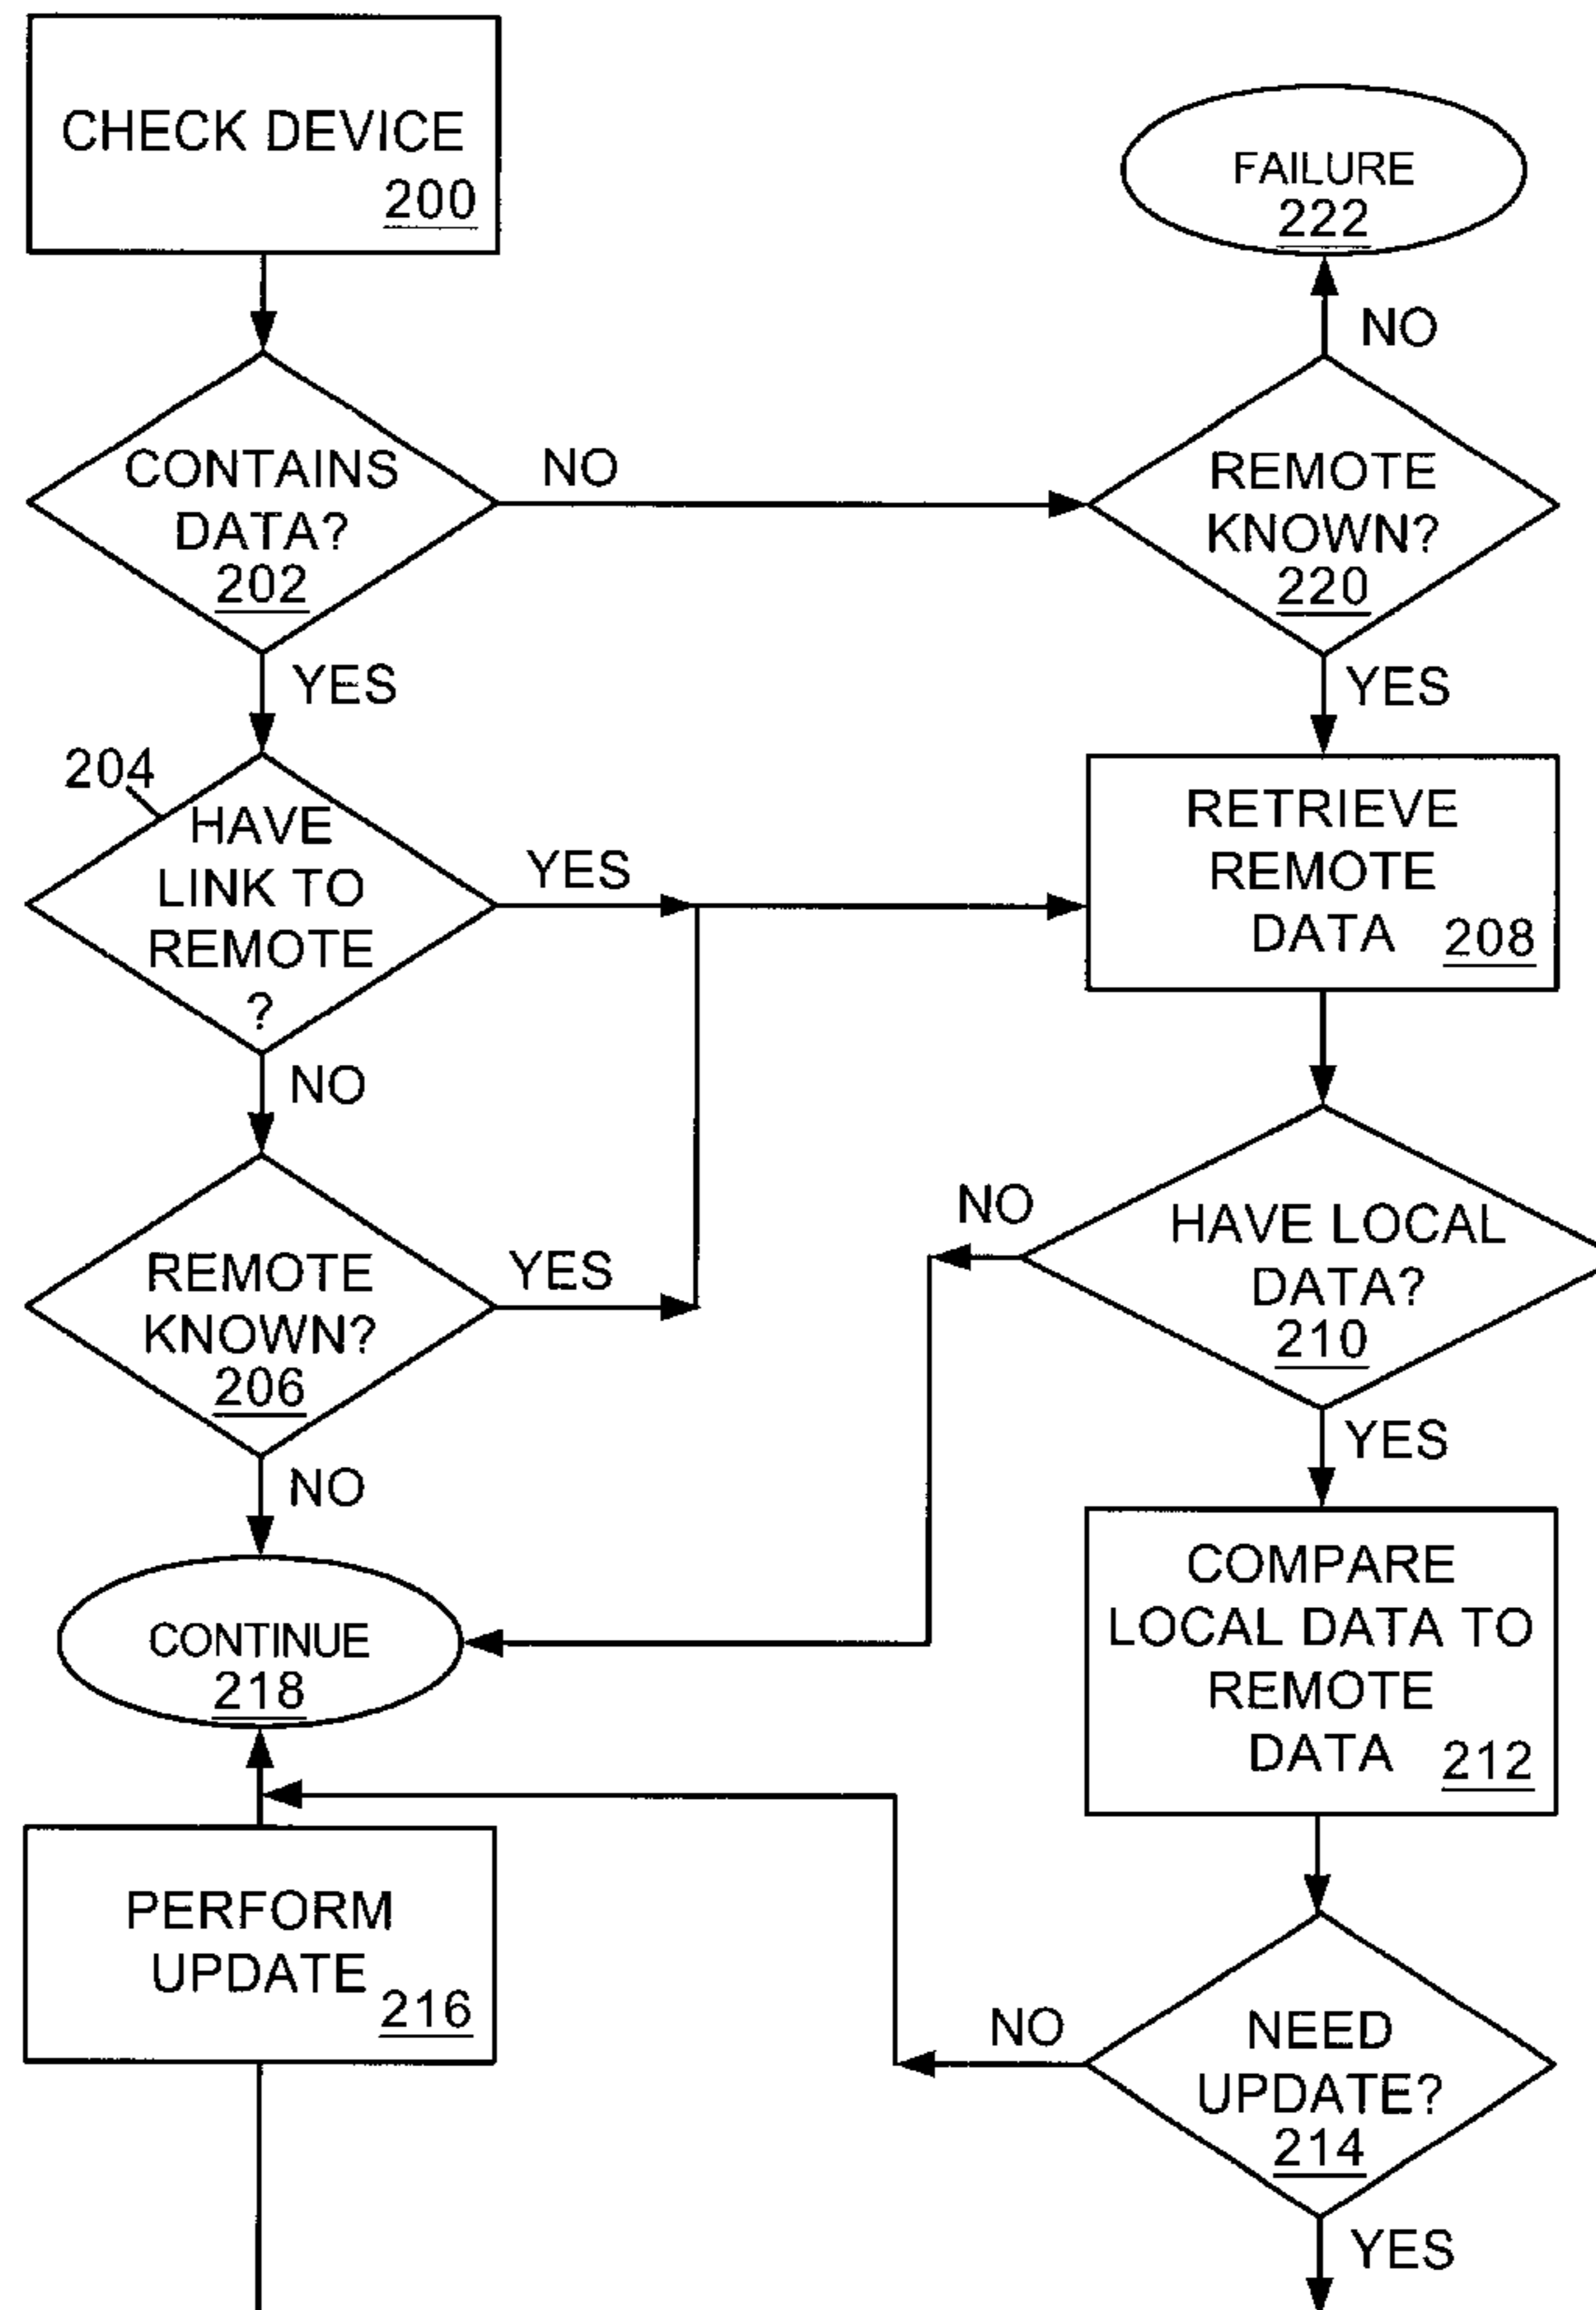 CHECK DEVICE
200
FAILURE
222
NO
CONTAINS
DATA?
202
NO
REMOTE
KNOWN?
220
YES
YES
204
HAVE
LINK TO
REMOTE
?
YES
RETRIEVE
REMOTE
DATA
208
NO
REMOTE
KNOWN?
206
YES
NO
HAVE LOCAL
DATA?
210
YES
NO
CONTINUE
218
COMPARE
LOCAL DATA TO
REMOTE
DATA
212
PERFORM
UPDATE
216
NO
NEED
UPDATE?
214
YES